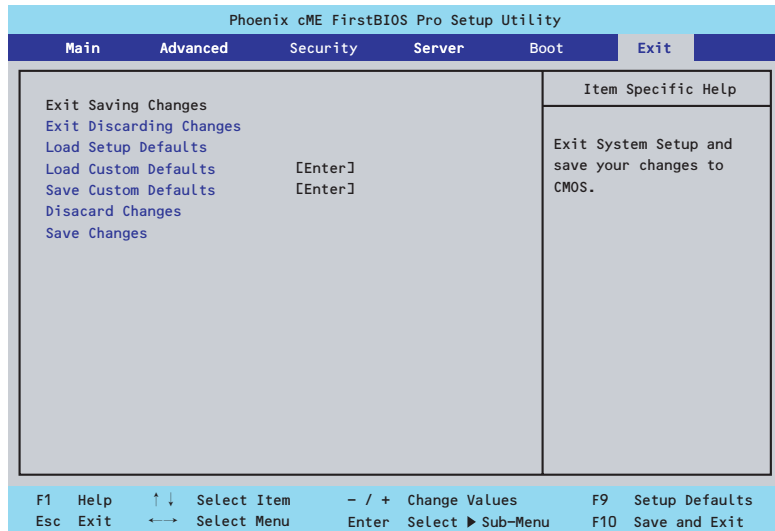 Phoenix cME FirstBIOS Pro Setup Utility
Main Advanced Security Server Boot Exit
Item Specific Help
Exit Saving Changes
Exit Discarding Changes
Load Setup Defaults
Load Custom Defaults [Enter]
Save Custom Defaults [Enter]
Disacard Changes
Save Changes
Exit System Setup and
save your changes to
CMOS.
F1 Help ↑↓ Select Item - / + Change Values F9 Setup Defaults
Esc Exit ←→ Select Menu Enter Select ▶ Sub-Menu F10 Save and Exit